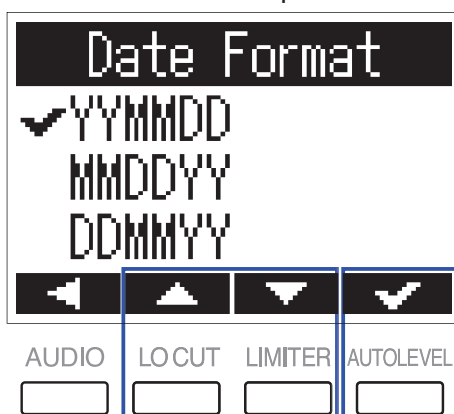 Date Format
YYMMDD
MMDDYY
DDMMYY
AUDIO LO CUT LIMITER AUTOLEVEL